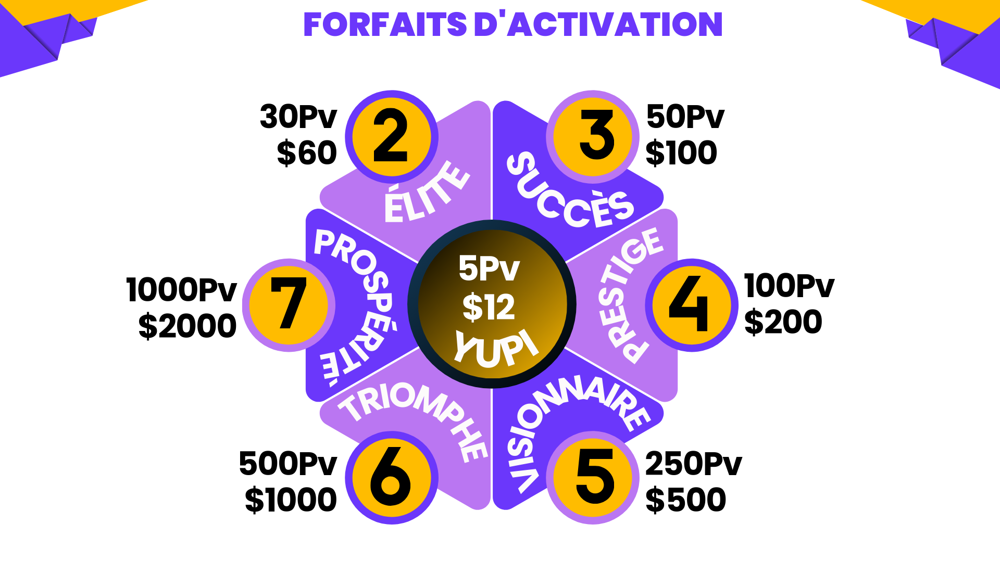 FORFAITS D'ACTIVATION
5Pv
$12
YUPI
2
30Pv
$60
ÉLITE
3
50Pv
$100
SUCCÈS
4
100Pv
$200
PRESTIGE
5
250Pv
$500
VISIONNAIRE
6
500Pv
$1000
TRIOMPHE
7
1000Pv
$2000
PROSPÉRITÉ